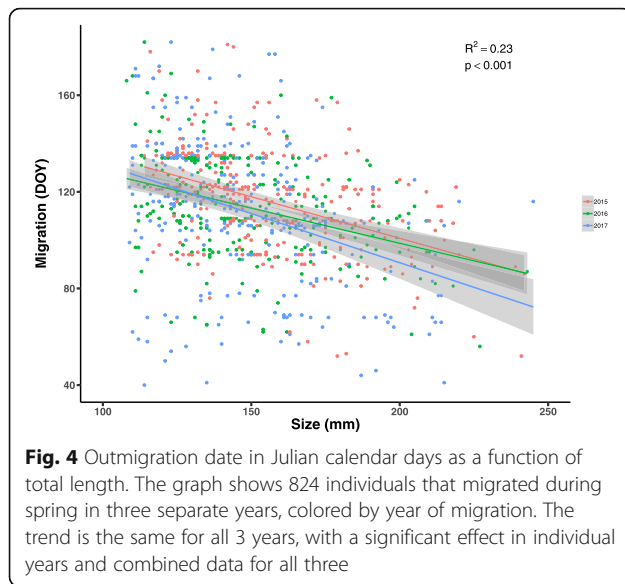 R² = 0.23
p < 0.001
160
120
80
40
Migration (DOY)
2015
2016
2017
100
150
200
250
Size (mm)
Fig. 4 Outmigration date in Julian calendar days as a function of
total length. The graph shows 824 individuals that migrated during
spring in three separate years, colored by year of migration. The
trend is the same for all 3 years, with a significant effect in individual
years and combined data for all three